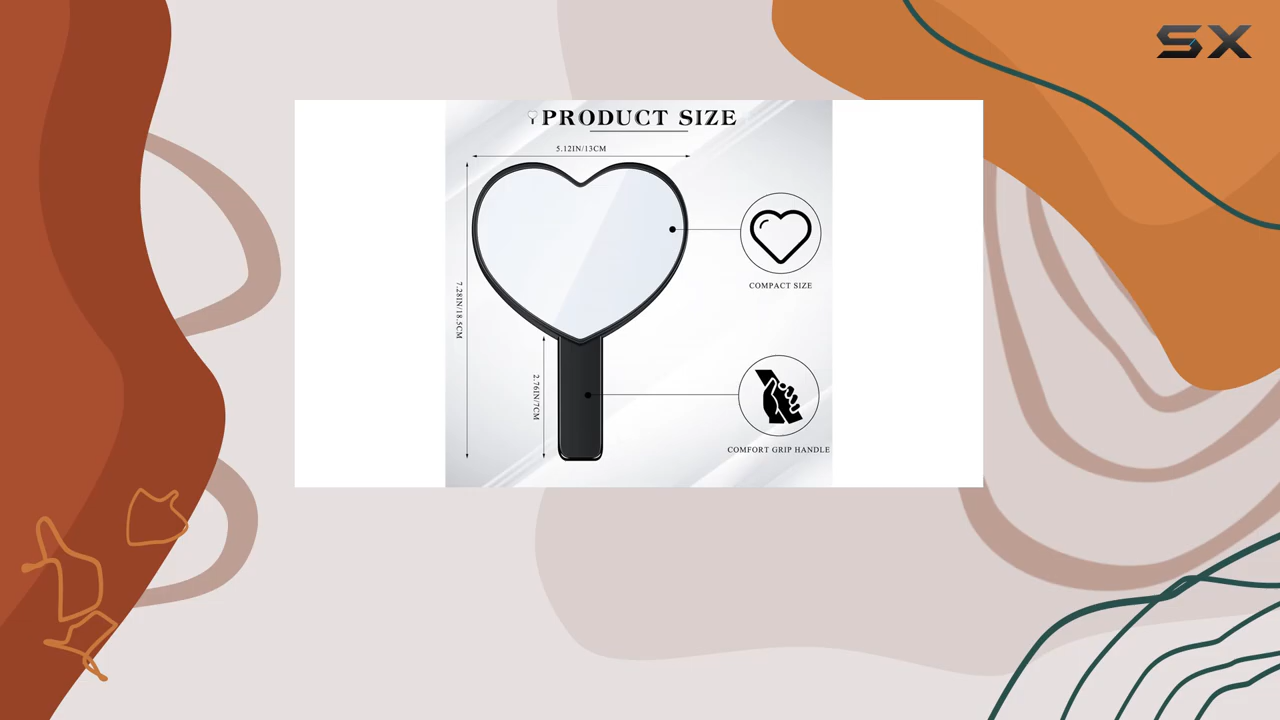 SX
PRODUCT SIZE
5.12IN/13CM
7.28IN/18.5CM
2.76IN/7CM
COMPACT SIZE
COMFORT GRIP HANDLE